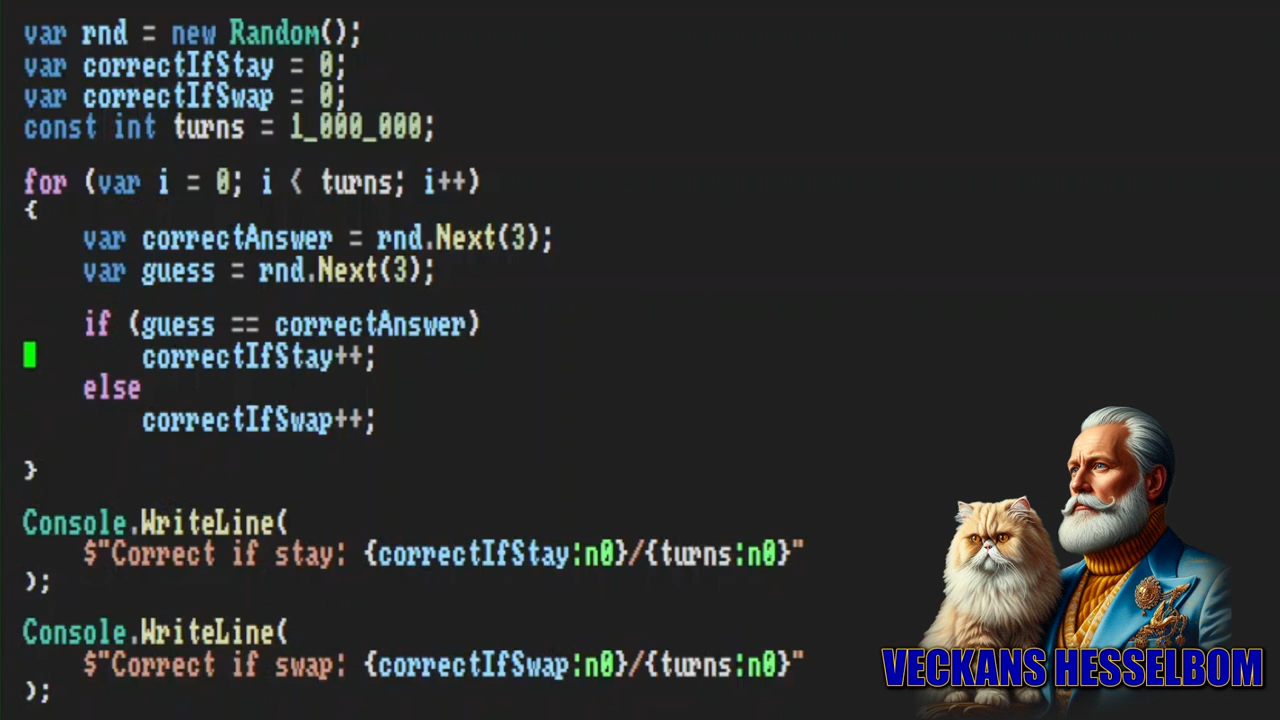 var rnd = new Random();
var correctIfStay = 0;
var correctIfSwap = 0;
const int turns = 1_000_000;
for (var i = 0; i < turns; i++)
{
    var correctAnswer = rnd.Next(3);
    var guess = rnd.Next(3);
    if (guess == correctAnswer)
        correctIfStay++;
    else
        correctIfSwap++;
}
Console.WriteLine(
    $"Correct if stay: {correctIfStay:n0}/{turns:n0}"
);
Console.WriteLine(
    $"Correct if swap: {correctIfSwap:n0}/{turns:n0}"
);
VECKANS HESSELBOM